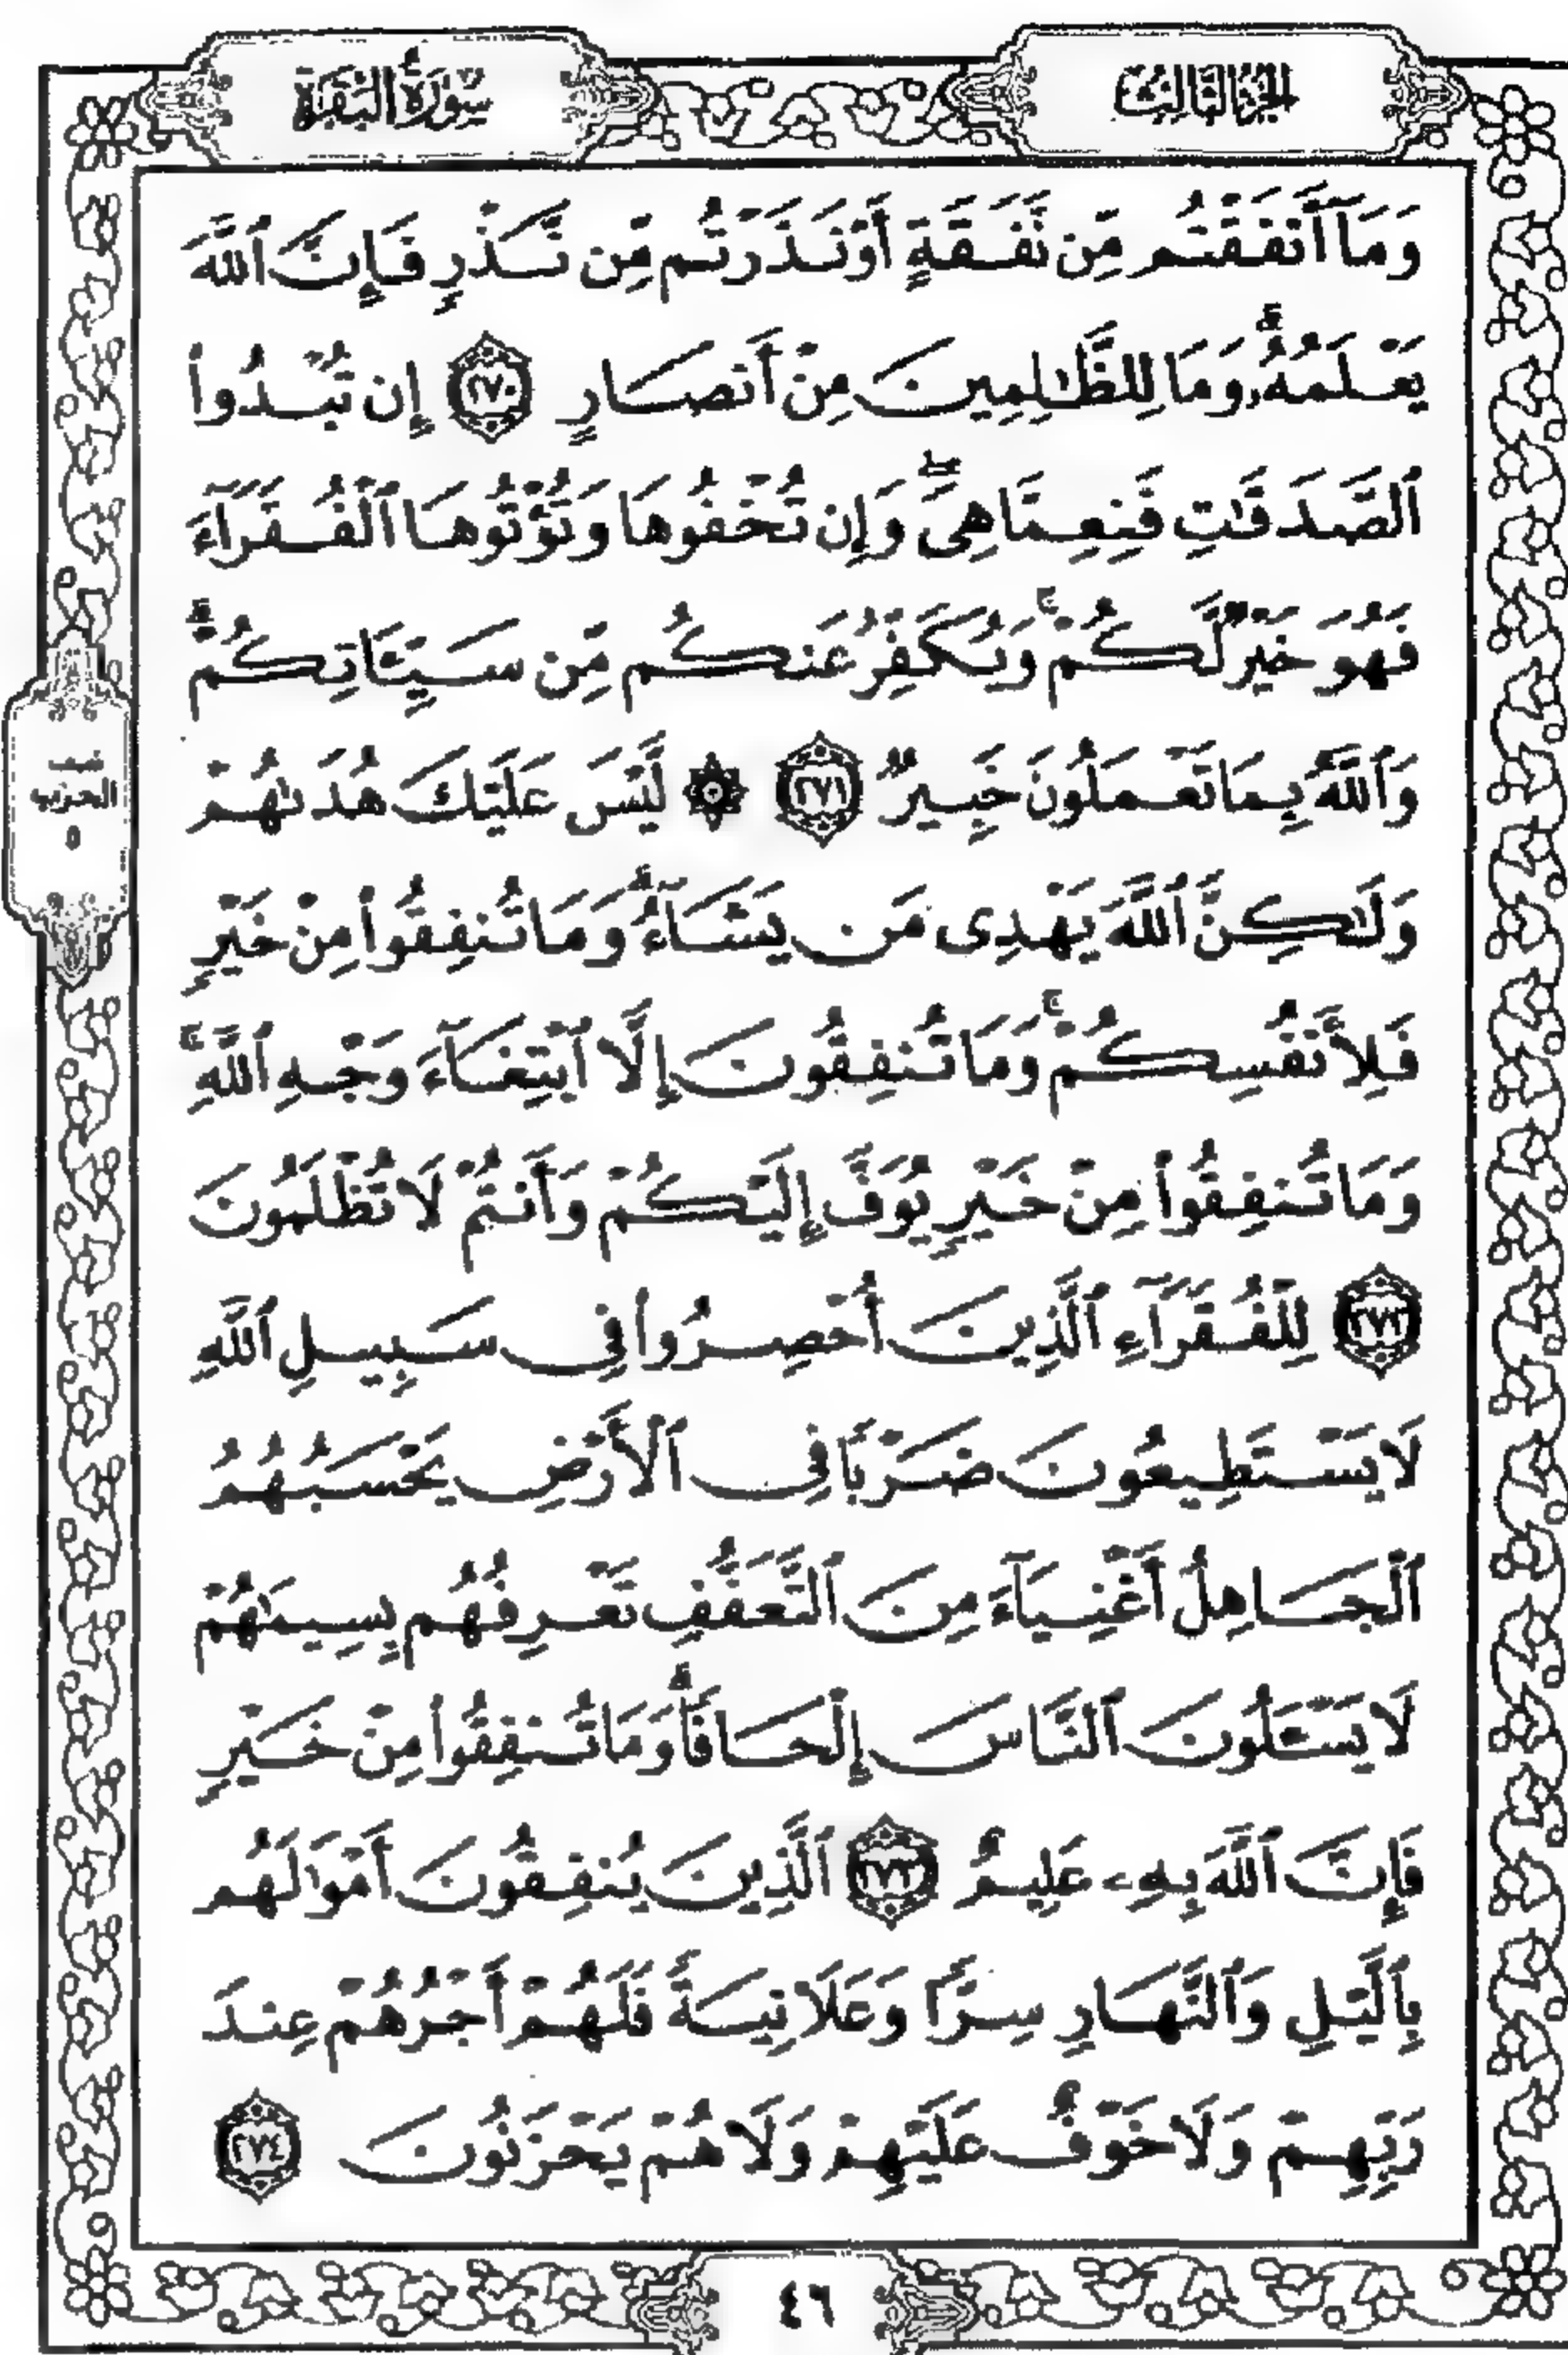 الجزء الثالث
سورة البقرة
وَمَآ أَنفَقْتُم مِّن نَّفَقَةٍ أَوْ نَذَرْتُم مِّن نَّذْرٍ فَإِنَّ ٱللَّهَ
يَعْلَمُهُۥۗ وَمَا لِلظَّٰلِمِينَ مِنْ أَنصَارٍ ٢٧٠ إِن تُبْدُوا۟
ٱلصَّدَقَٰتِ فَنِعِمَّا هِىَۖ وَإِن تُخْفُوهَا وَتُؤْتُوهَا ٱلْفُقَرَآءَ
فَهُوَ خَيْرٌ لَّكُمْۚ وَيُكَفِّرُ عَنكُم مِّن سَيِّـَٔاتِكُمْۗ
وَٱللَّهُ بِمَا تَعْمَلُونَ خَبِيرٌ ٢٧١ ۞ لَّيْسَ عَلَيْكَ هُدَىٰهُمْ
وَلَٰكِنَّ ٱللَّهَ يَهْدِى مَن يَشَآءُۗ وَمَا تُنفِقُوا۟ مِنْ خَيْرٍ
فَلِأَنفُسِكُمْۚ وَمَا تُنفِقُونَ إِلَّا ٱبْتِغَآءَ وَجْهِ ٱللَّهِۚ
وَمَا تُنفِقُوا۟ مِنْ خَيْرٍ يُوَفَّ إِلَيْكُمْ وَأَنتُمْ لَا تُظْلَمُونَ
٢٧٢ لِلْفُقَرَآءِ ٱلَّذِينَ أُحْصِرُوا۟ فِى سَبِيلِ ٱللَّهِ
لَا يَسْتَطِيعُونَ ضَرْبًا فِى ٱلْأَرْضِ يَحْسَبُهُمُ
ٱلْجَاهِلُ أَغْنِيَآءَ مِنَ ٱلتَّعَفُّفِ تَعْرِفُهُم بِسِيمَٰهُمْ
لَا يَسْـَٔلُونَ ٱلنَّاسَ إِلْحَافًاۗ وَمَا تُنفِقُوا۟ مِنْ خَيْرٍ
فَإِنَّ ٱللَّهَ بِهِۦ عَلِيمٌ ٢٧٣ ٱلَّذِينَ يُنفِقُونَ أَمْوَٰلَهُم
بِٱلَّيْلِ وَٱلنَّهَارِ سِرًّا وَعَلَانِيَةً فَلَهُمْ أَجْرُهُمْ عِندَ
رَبِّهِمْ وَلَا خَوْفٌ عَلَيْهِمْ وَلَا هُمْ يَحْزَنُونَ ٢٧٤
نصف
الحزب
٥
٤٦